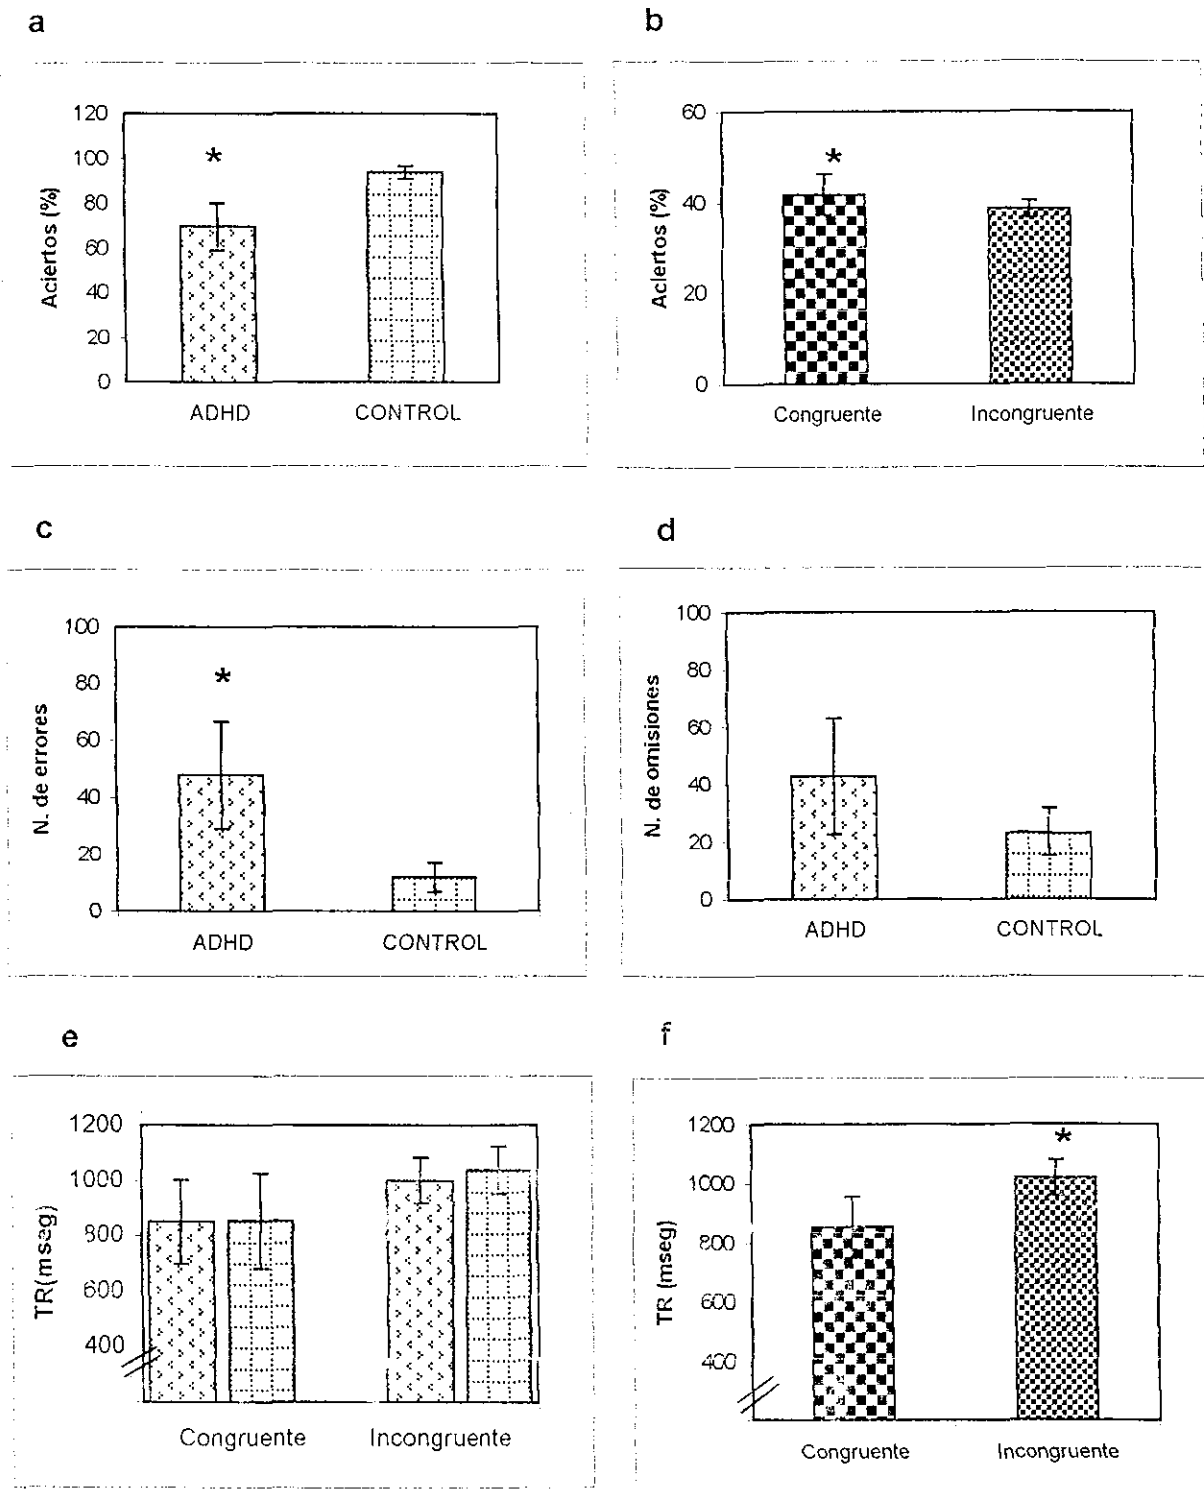 a
Aciertos (%)
120
100
80
60
40
20
0
*
ADHD CONTROL
b
Aciertos (%)
60
40
20
0
*
Congruente Incongruente
c
N. de errores
100
80
60
40
20
0
*
ADHD CONTROL
d
N. de omisiones
100
80
60
40
20
0
ADHD CONTROL
e
TR(mseg)
1200
1000
800
600
400
Congruente Incongruente
f
TR (mseg)
1200
1000
800
600
400
*
Congruente Incongruente